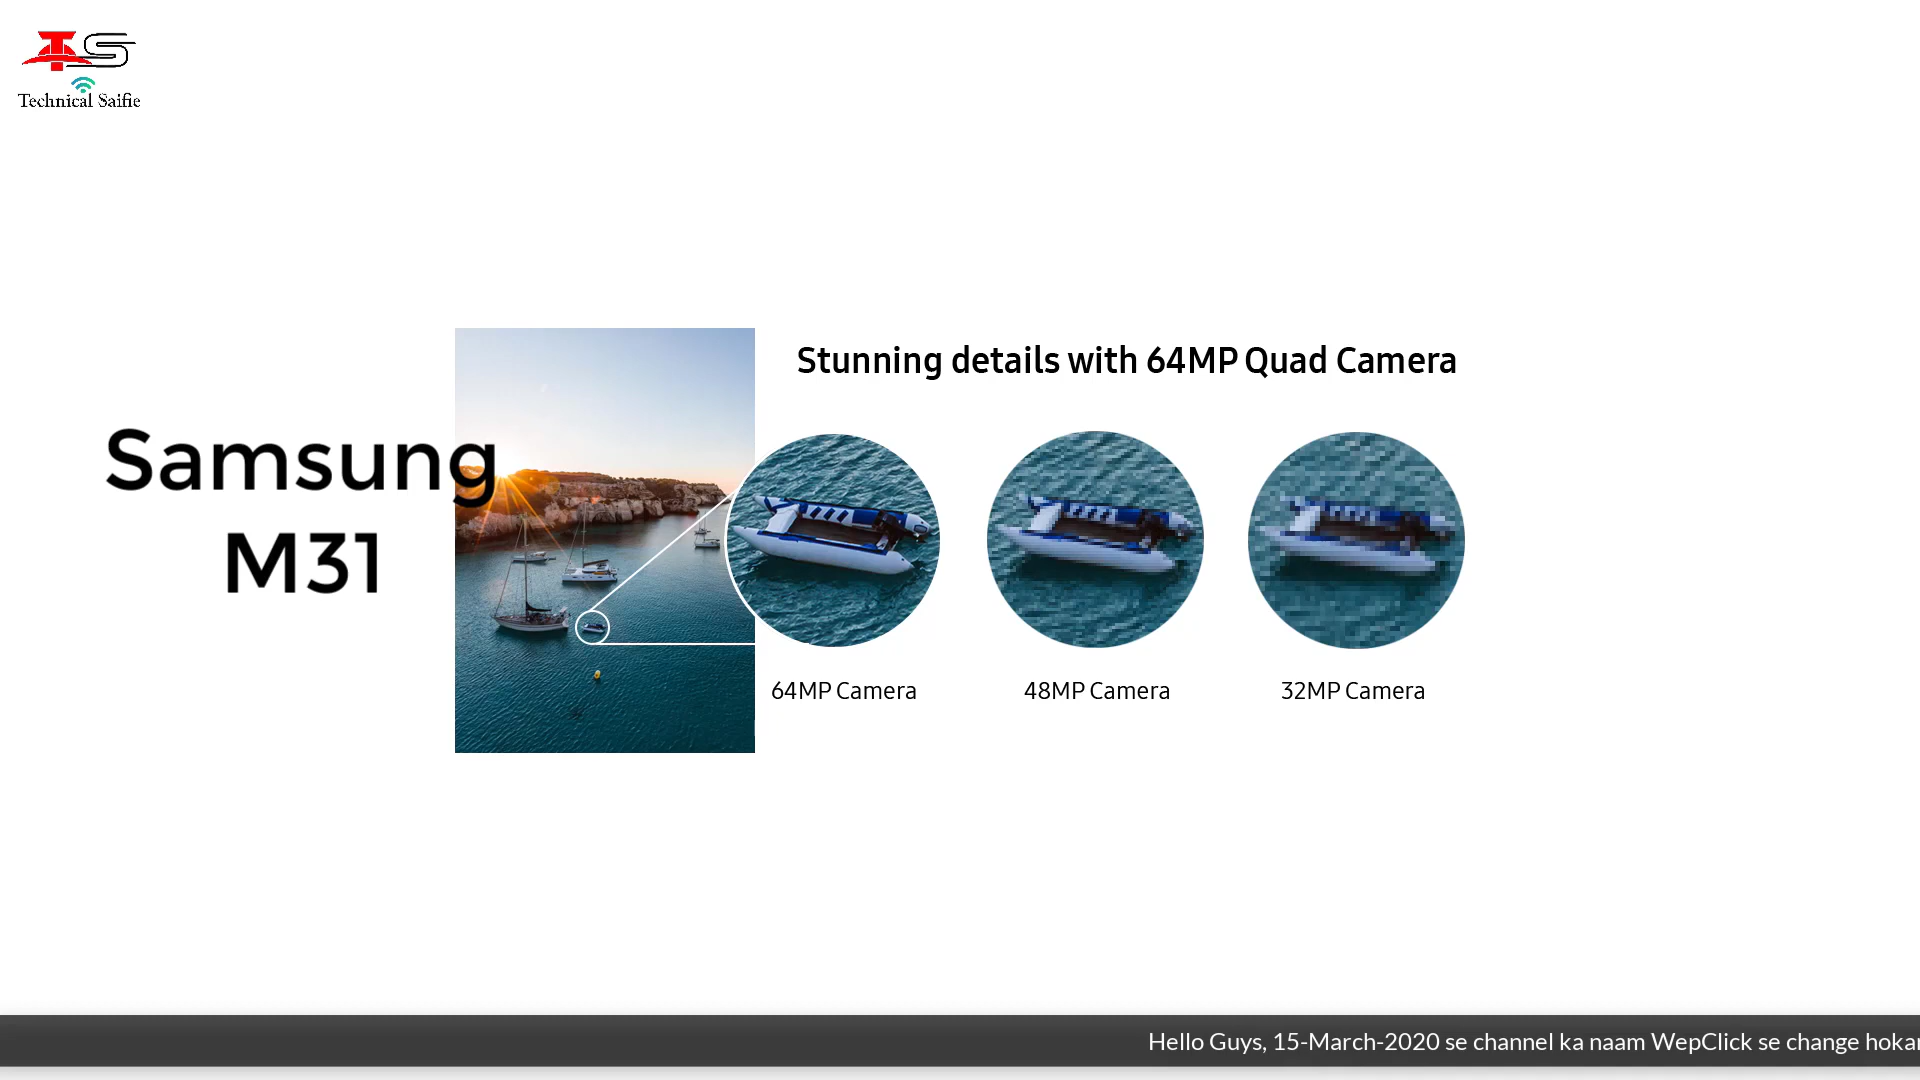 TS
Technical Saifie
Stunning details with 64MP Quad Camera
Samsung
M31
64MP Camera
48MP Camera
32MP Camera
Hello Guys, 15-March-2020 se channel ka naam WepClick se change hokar